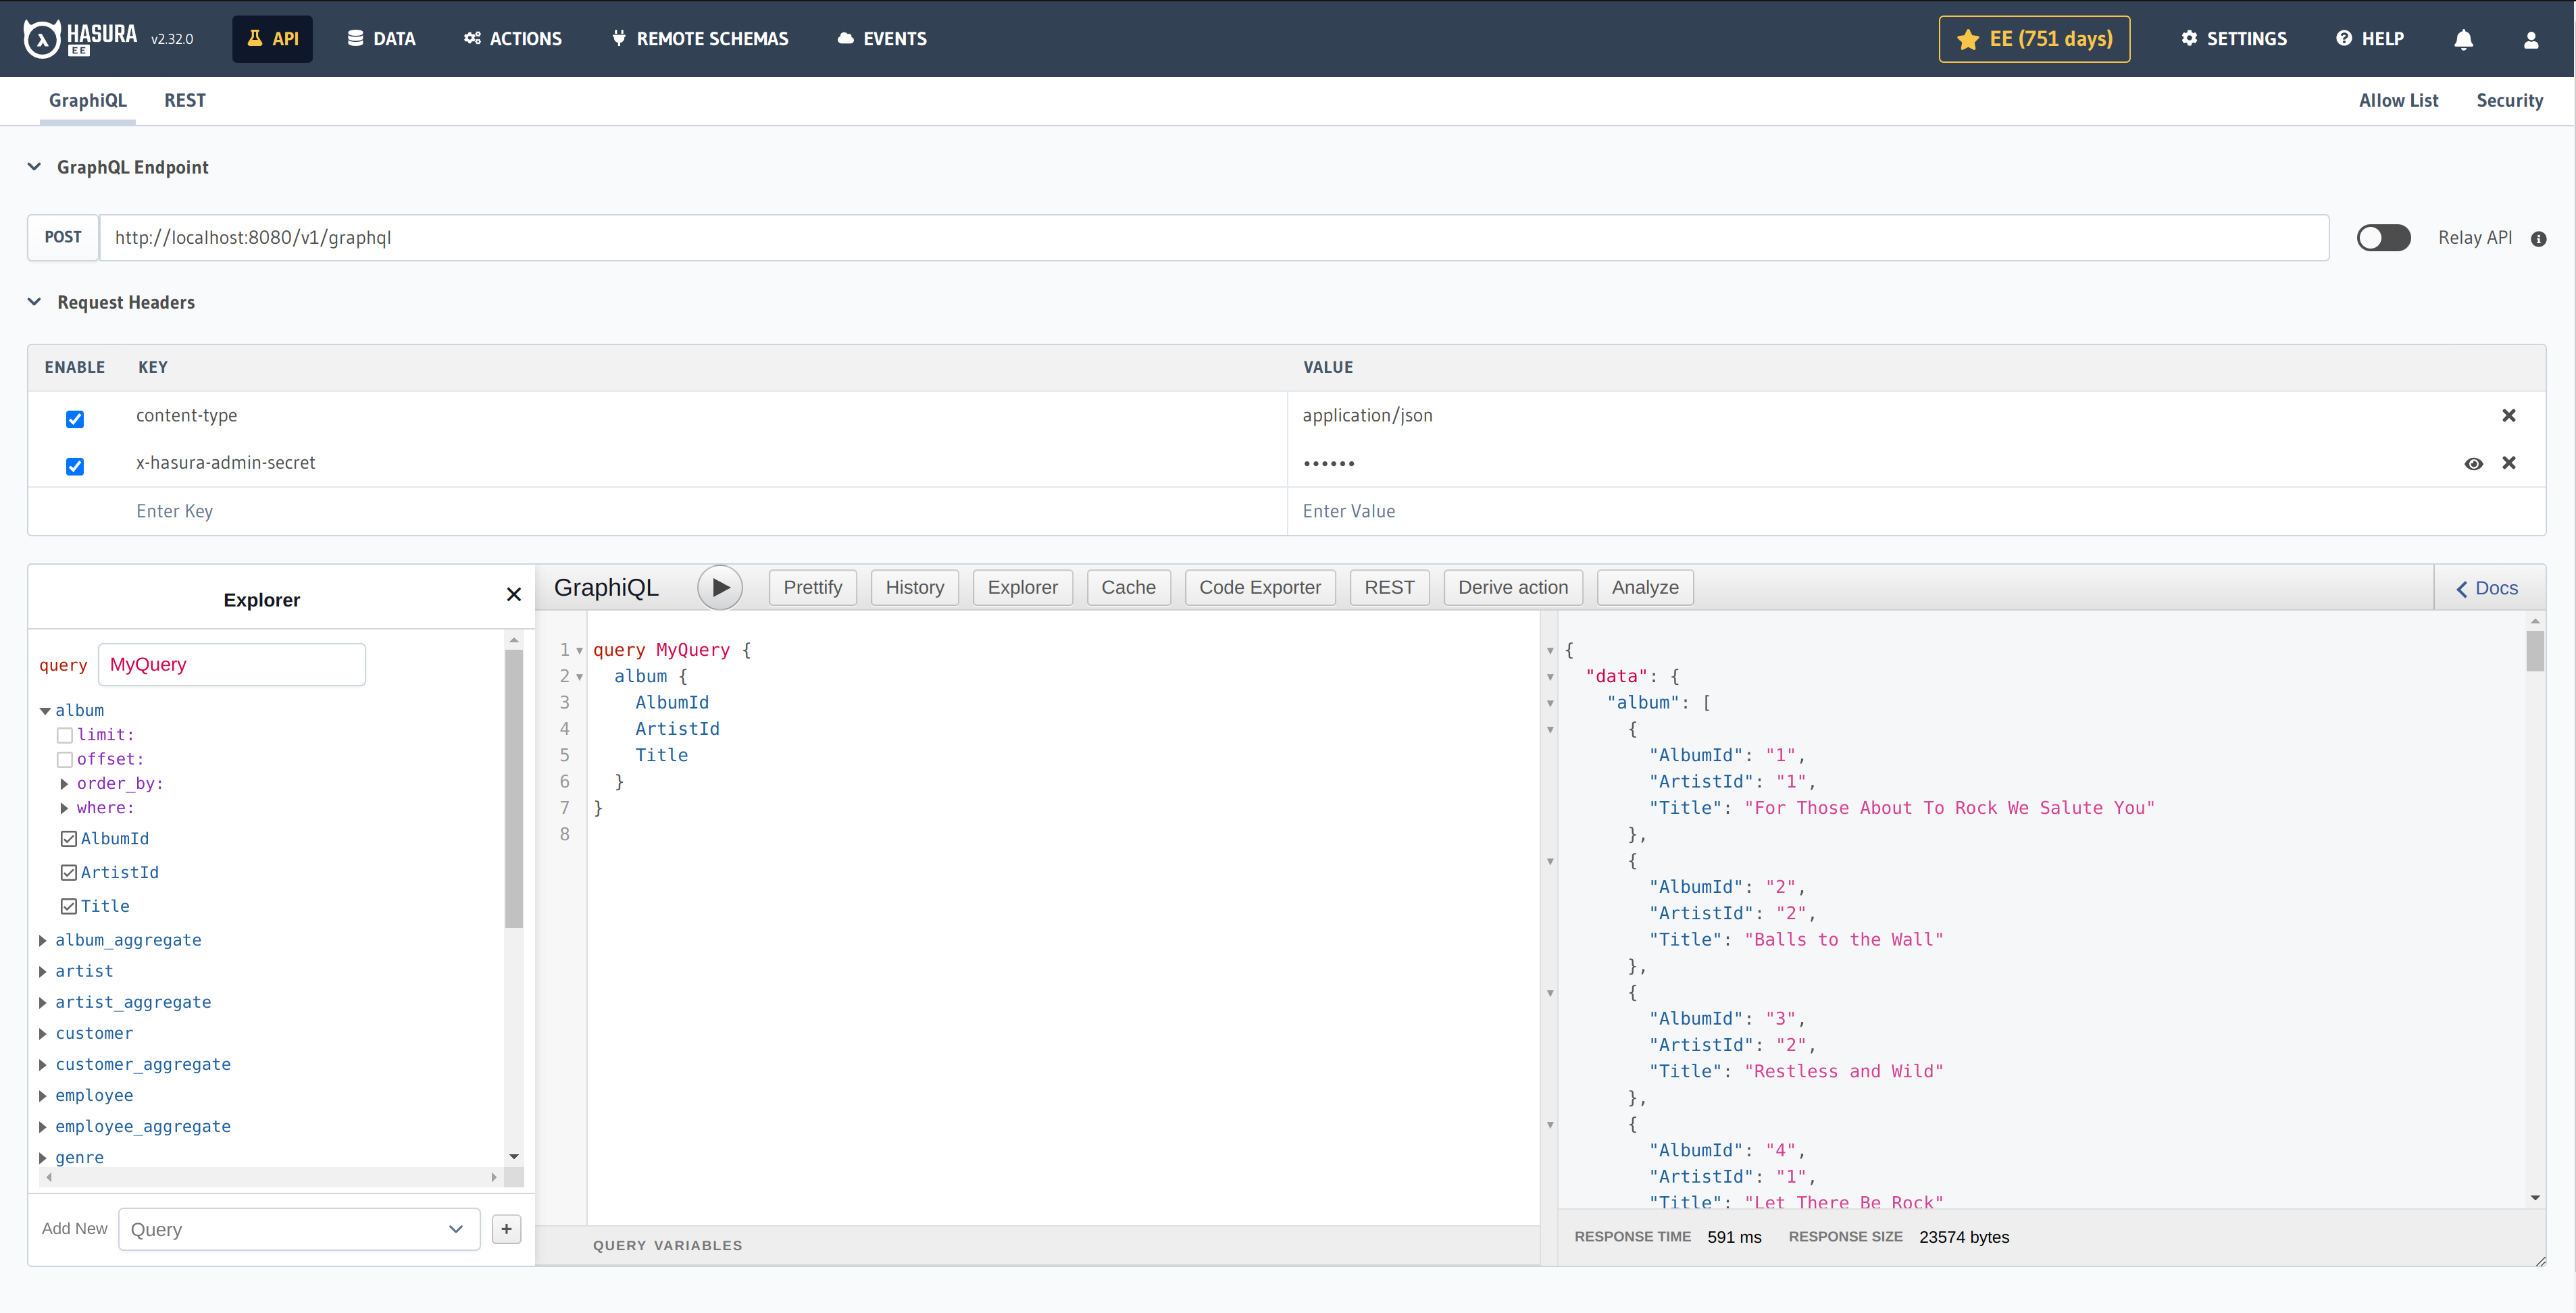 HASURA EE v2.32.0 API DATA ACTIONS REMOTE SCHEMAS EVENTS EE (751 days) SETTINGS HELP
GraphiQL REST Allow List Security
GraphQL Endpoint
POST http://localhost:8080/v1/graphql Relay API
Request Headers
ENABLE KEY VALUE
content-type application/json
x-hasura-admin-secret ••••••
Enter Key Enter Value
Explorer
query MyQuery
album
limit:
offset:
order_by:
where:
AlbumId
ArtistId
Title
album_aggregate
artist
artist_aggregate
customer
customer_aggregate
employee
employee_aggregate
genre
Add New Query +
GraphiQL Prettify History Explorer Cache Code Exporter REST Derive action Analyze Docs
1 query MyQuery {
2 album {
3 AlbumId
4 ArtistId
5 Title
6 }
7 }
8
QUERY VARIABLES
{
"data": {
"album": [
{
"AlbumId": "1",
"ArtistId": "1",
"Title": "For Those About To Rock We Salute You"
},
{
"AlbumId": "2",
"ArtistId": "2",
"Title": "Balls to the Wall"
},
{
"AlbumId": "3",
"ArtistId": "2",
"Title": "Restless and Wild"
},
{
"AlbumId": "4",
"ArtistId": "1",
"Title": "Let There Be Rock"
RESPONSE TIME 591 ms RESPONSE SIZE 23574 bytes